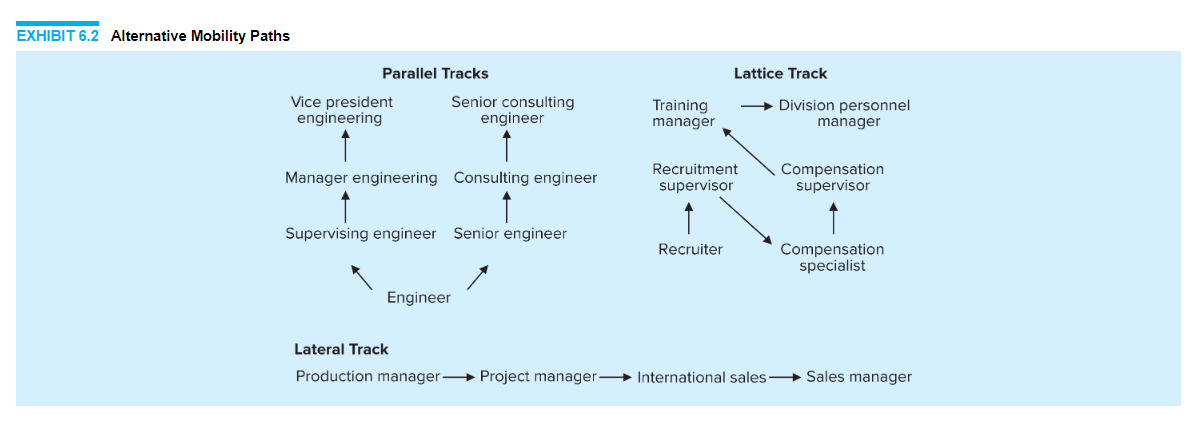 EXHIBIT 6.2 Alternative Mobility Paths
Parallel Tracks
Vice president
engineering
Senior consulting
engineer
Manager engineering
Consulting engineer
Supervising engineer
Senior engineer
Engineer
Lattice Track
Training
manager
Division personnel
manager
Recruitment
supervisor
Compensation
supervisor
Recruiter
Compensation
specialist
Lateral Track
Production manager
Project manager
International sales
Sales manager